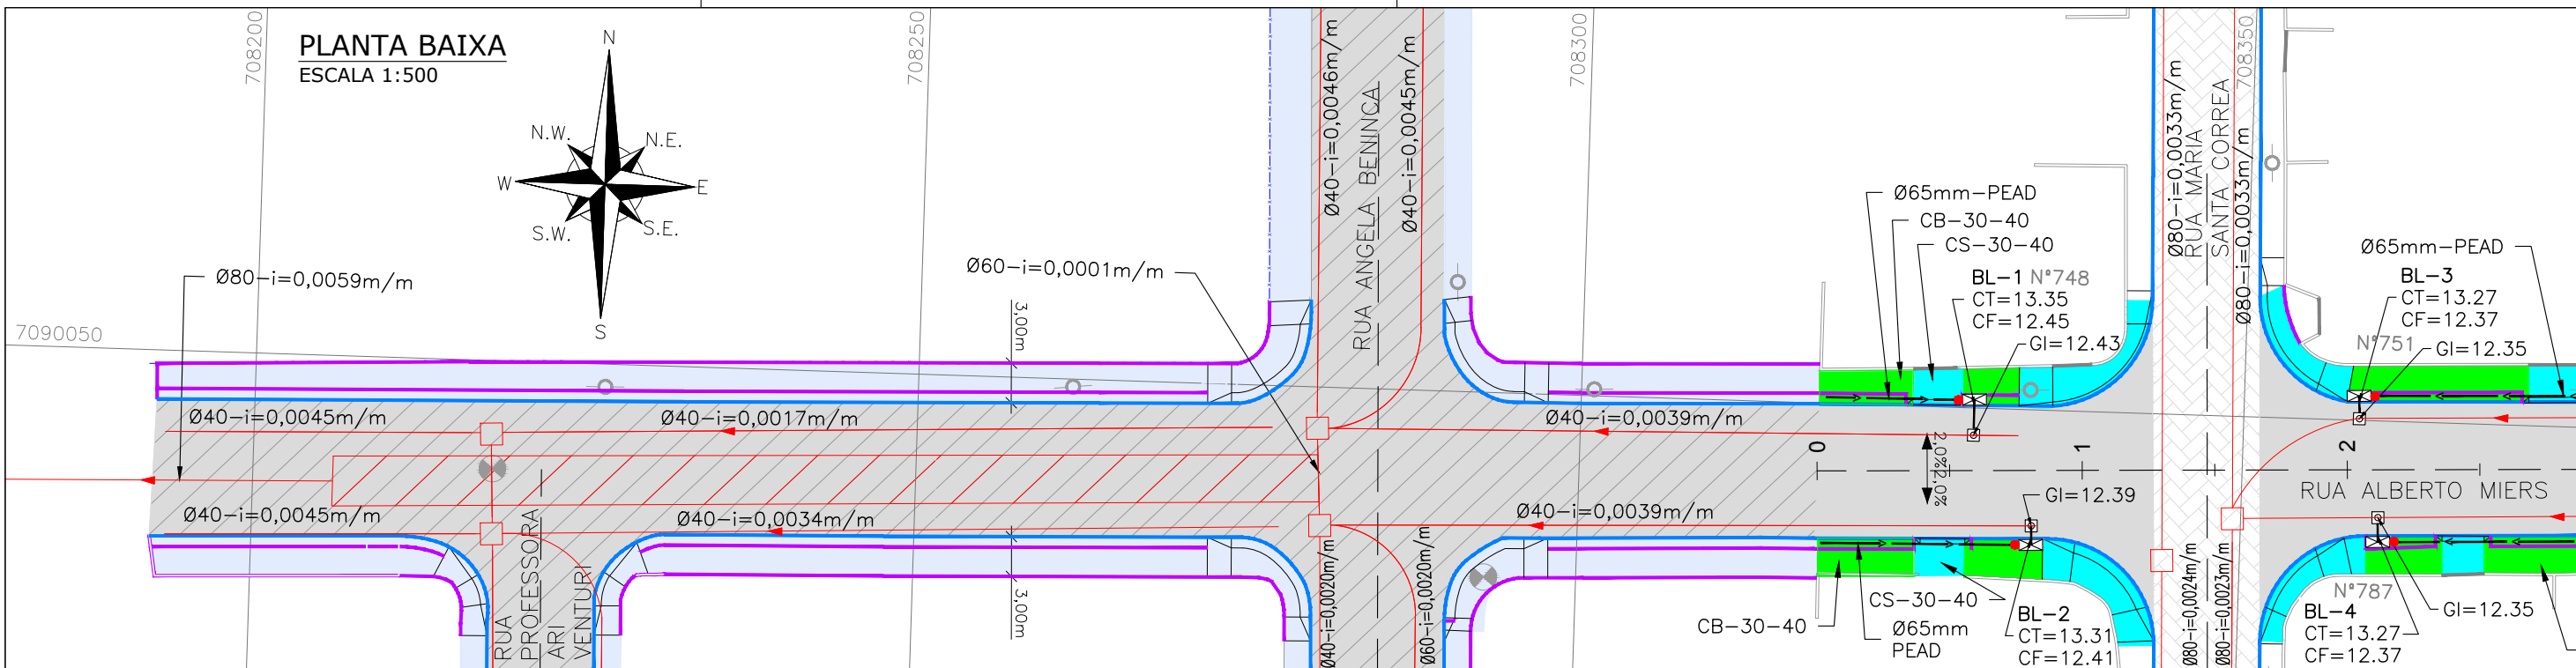 PLANTA BAIXA
ESCALA 1:500
708200
708250
708300
708350
7090050
N
N.E.
E
S.E.
S
S.W.
W
N.W.
Ø80-i=0,0059m/m
Ø60-i=0,0001m/m
3,00m
Ø40-i=0,0045m/m
Ø40-i=0,0017m/m
Ø40-i=0,0045m/m
Ø40-i=0,0034m/m
3,00m
RUA
PROFESSORA
ARI
VENTURI
Ø40-i=0,0046m/m
RUA ANGELA BENINCA
Ø40-i=0,0045m/m
Ø40-i=0,0039m/m
Ø40-i=0,0039m/m
Ø40-i=0,0020m/m
Ø60-i=0,0020m/m
Ø65mm-PEAD
CB-30-40
CS-30-40
BL-1 N°748
CT=13.35
CF=12.45
GI=12.43
0
1
2
2,0%
2,0%
GI=12.39
CB-30-40
CS-30-40
Ø65mm
PEAD
BL-2
CT=13.31
CF=12.41
Ø80-i=0,0033m/m
RUA MARIA
SANTA CORREA
Ø80-i=0,0033m/m
Ø80-i=0,0024m/m
Ø80-i=0,0023m/m
Ø65mm-PEAD
BL-3
CT=13.27
CF=12.37
N°751
GI=12.35
RUA ALBERTO MIERS
N°787
BL-4
CT=13.27
CF=12.37
GI=12.35